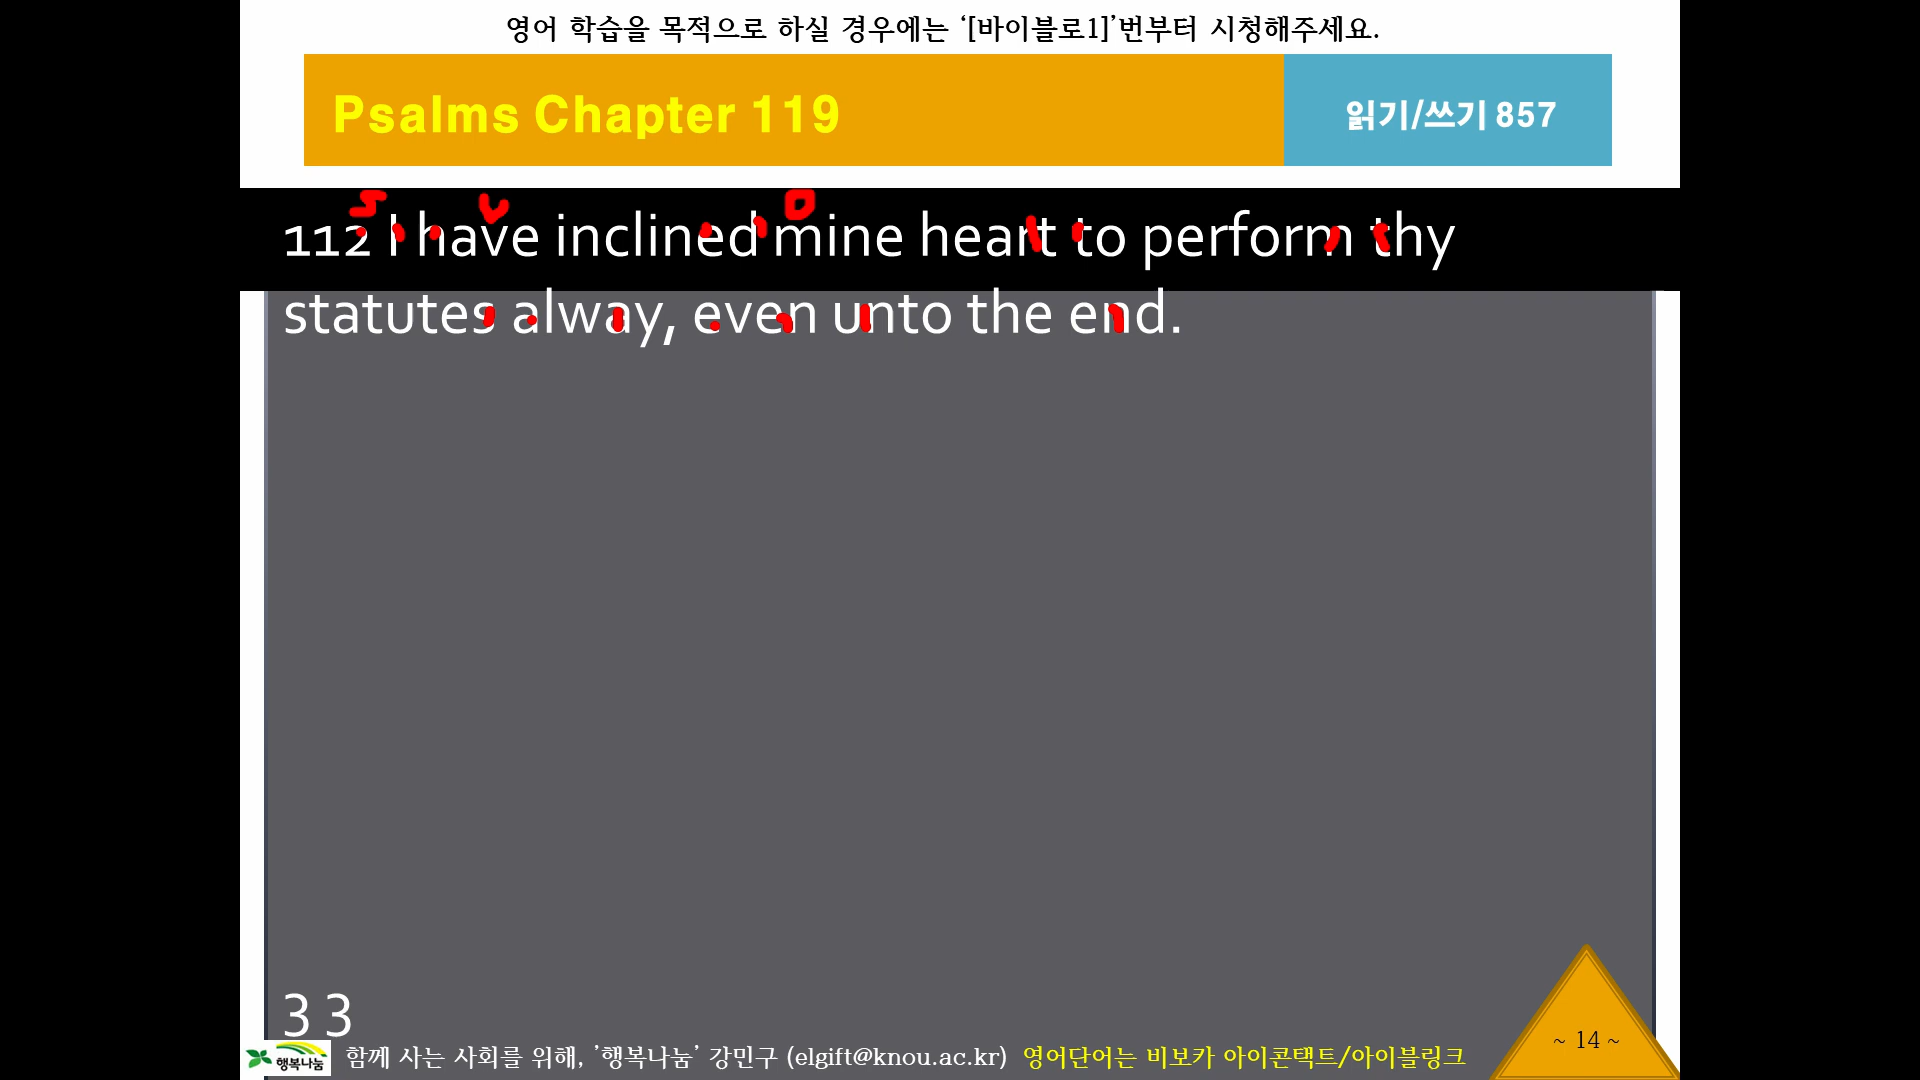 영어 학습을 목적으로 하실 경우에는 ‘[바이블로1]’번부터 시청해주세요.
Psalms Chapter 119
읽기/쓰기 857
S V O
112 I have inclined mine heart to perform thy
statutes alway, even unto the end.
3 3
~ 14 ~
행복나눔
함께 사는 사회를 위해, ’행복나눔’ 강민구 (elgift@knou.ac.kr) 영어단어는 비보카 아이콘택트/아이블링크